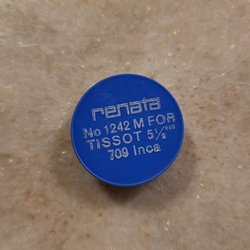 renata
No 1242 M FOR
TISSOT 5½
709 Inca